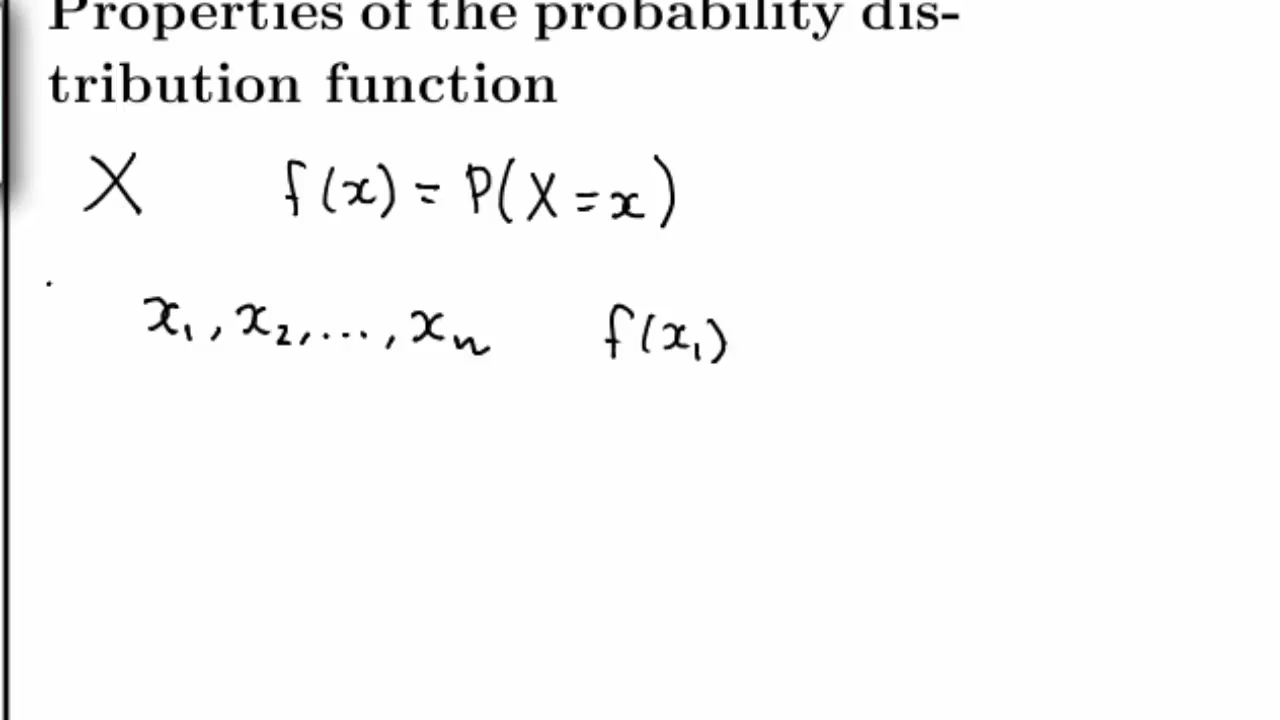 Properties of the probability dis-
tribution function
X f(x) = P(X = x)
x₁, x₂, ..., xₙ f(x₁)